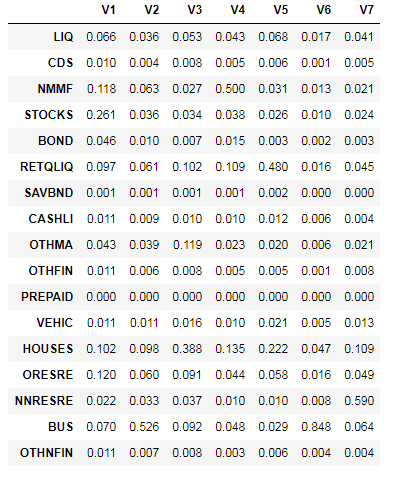 V1 V2 V3 V4 V5 V6 V7
LIQ 0.066 0.036 0.053 0.043 0.068 0.017 0.041
CDS 0.010 0.004 0.008 0.005 0.006 0.001 0.005
NMMF 0.118 0.063 0.027 0.500 0.031 0.013 0.021
STOCKS 0.261 0.036 0.034 0.038 0.026 0.010 0.024
BOND 0.046 0.010 0.007 0.015 0.003 0.002 0.003
RETQLIQ 0.097 0.061 0.102 0.109 0.480 0.016 0.045
SAVBND 0.001 0.001 0.001 0.001 0.002 0.000 0.000
CASHLI 0.011 0.009 0.010 0.010 0.012 0.006 0.004
OTHMA 0.043 0.039 0.119 0.023 0.020 0.006 0.021
OTHFIN 0.011 0.006 0.008 0.005 0.005 0.001 0.008
PREPAID 0.000 0.000 0.000 0.000 0.000 0.000 0.000
VEHIC 0.011 0.011 0.016 0.010 0.021 0.005 0.013
HOUSES 0.102 0.098 0.388 0.135 0.222 0.047 0.109
ORESRE 0.120 0.060 0.091 0.044 0.058 0.016 0.049
NNRESRE 0.022 0.033 0.037 0.010 0.010 0.008 0.590
BUS 0.070 0.526 0.092 0.048 0.029 0.848 0.064
OTHNFIN 0.011 0.007 0.008 0.003 0.006 0.004 0.004